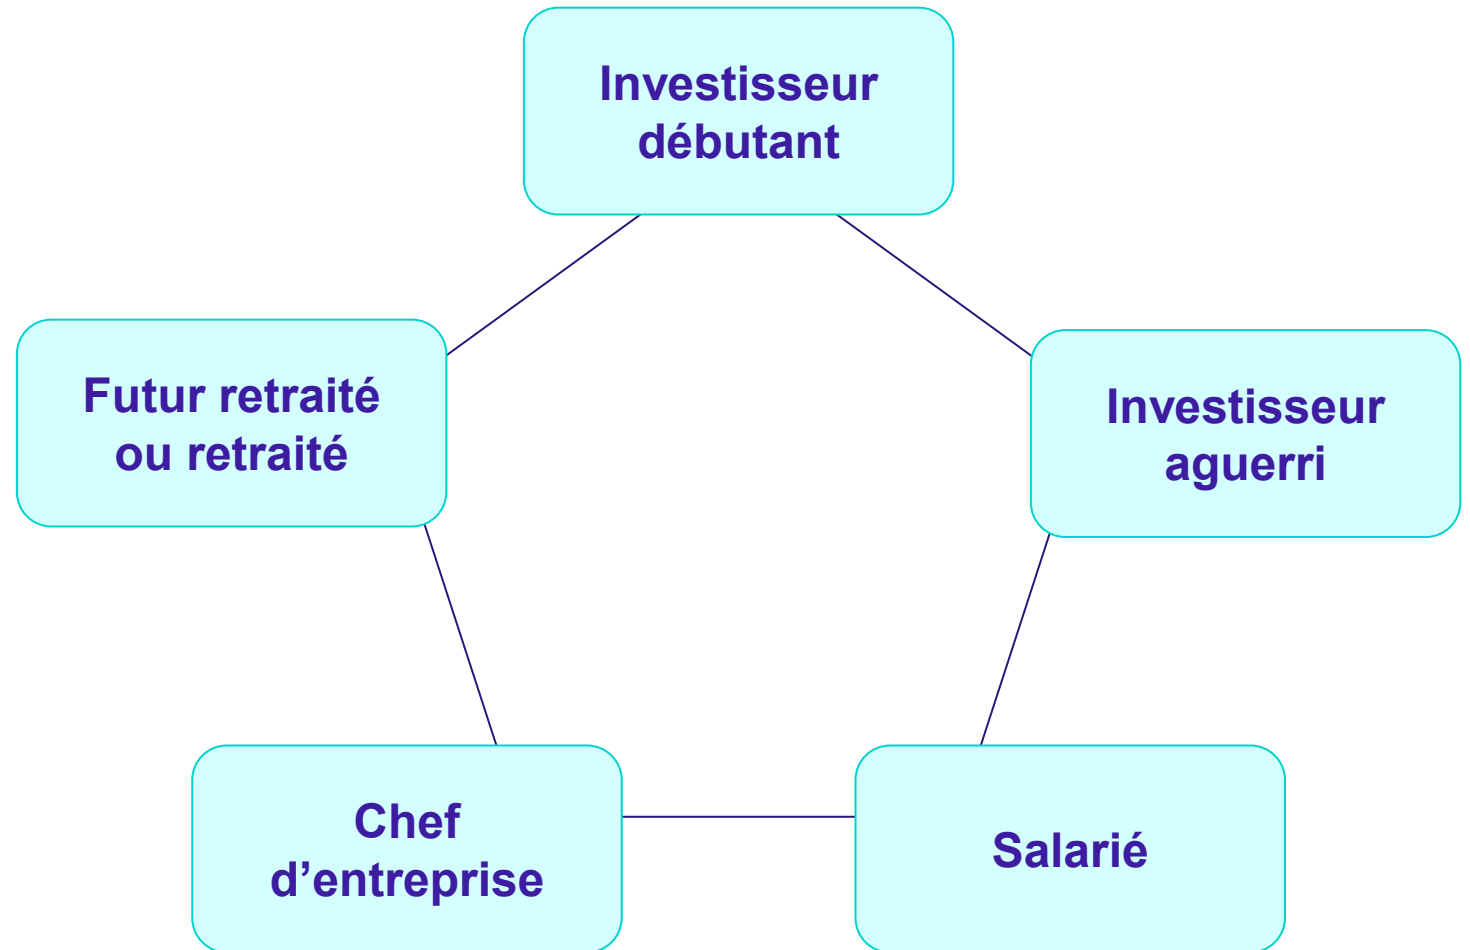 Investisseur
débutant
Futur retraité
ou retraité
Investisseur
aguerri
Chef
d’entreprise
Salarié